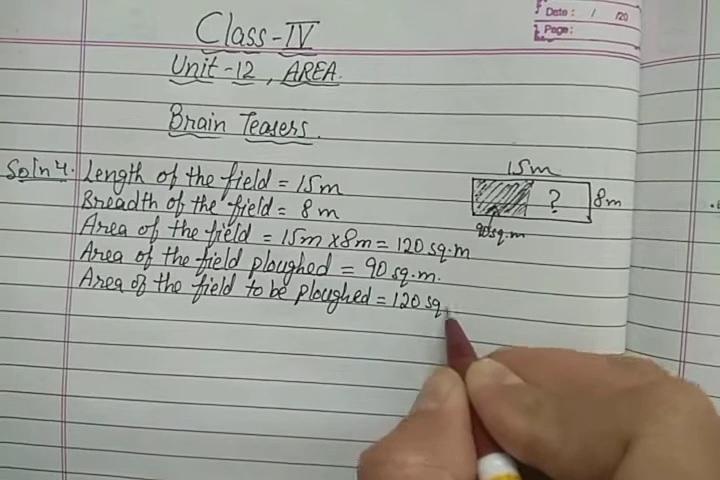 Date: / /20
Page:
Class-IV
Unit-12, AREA.
Brain Teasers.
Soln 4. Length of the field = 15m
Breadth of the field = 8 m
Area of the field = 15m x 8m = 120 sq.m
Area of the field ploughed = 90 sq.m.
Area of the field to be ploughed = 120 sq.
15m
? 8m
90sq.m